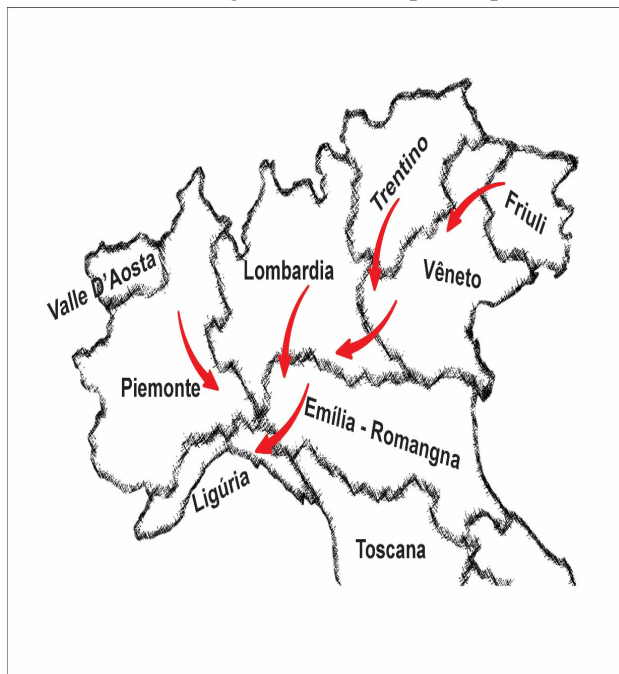 Trentino
Friuli
Valle D'Aosta
Lombardia
Vêneto
Piemonte
Emília - Romangna
Ligúria
Toscana